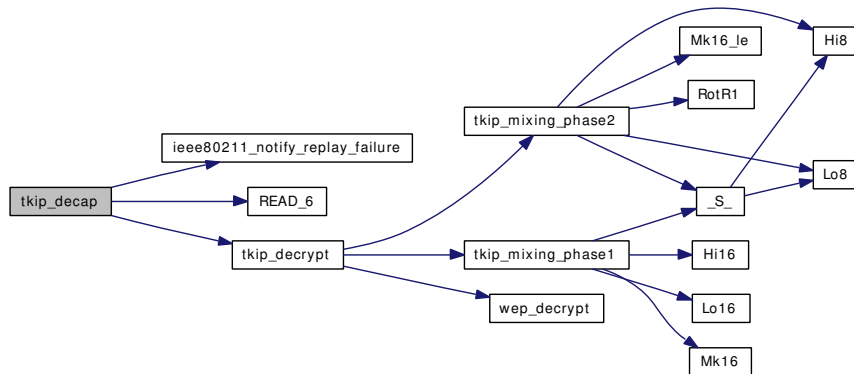 tkip_decap
ieee80211_notify_replay_failure
READ_6
tkip_decrypt
tkip_mixing_phase2
tkip_mixing_phase1
wep_decrypt
Mk16_le
RotR1
_S_
Hi16
Lo16
Mk16
Hi8
Lo8